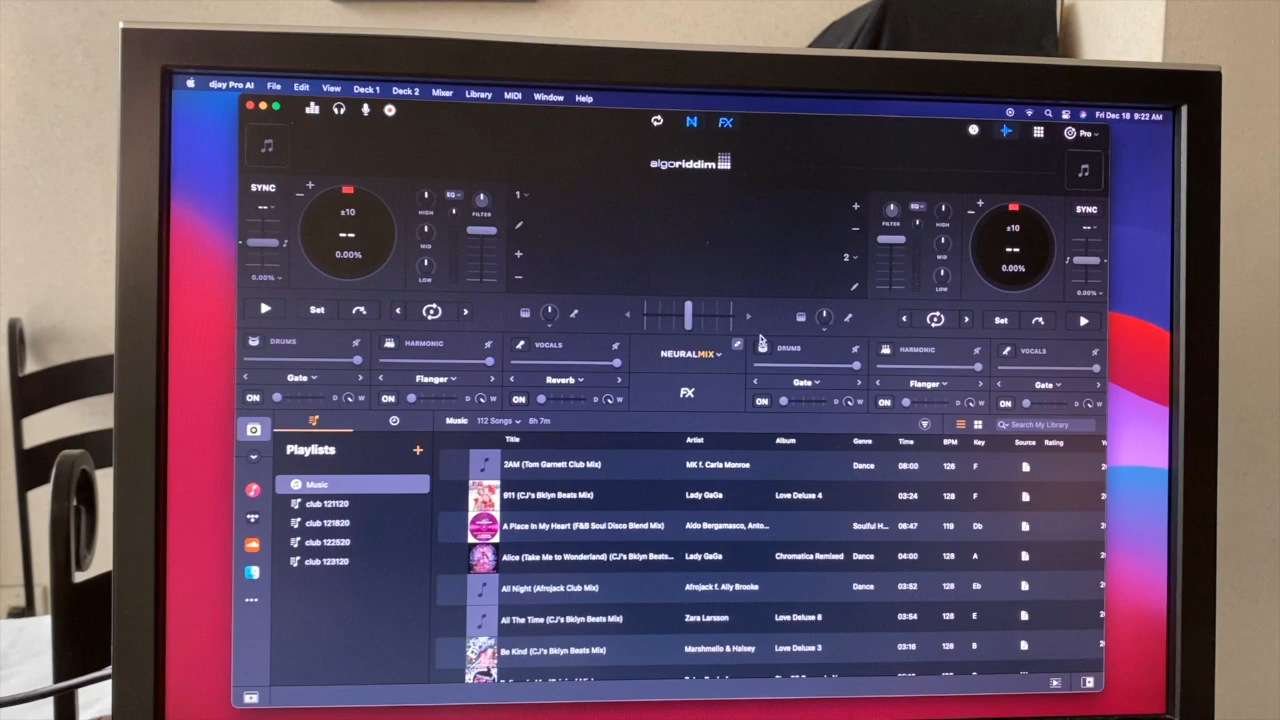 djay Pro AI File Edit View Deck 1 Deck 2 Mixer Library MIDI Window Help
Fri Dec 18 9:22 AM
N FX
Pro
algoriddim
SYNC
±10
--
0.00%
--
0.00%
HIGH
MID
LOW
EQ
FILTER
1
2
FILTER
EQ
HIGH
MID
LOW
±10
--
0.00%
SYNC
--
0.00%
Set
Set
DRUMS HARMONIC VOCALS
NEURALMIX
DRUMS HARMONIC VOCALS
Gate Flanger Reverb
Gate Flanger Gate
ON D W ON D W ON D W
FX
ON D W ON D W ON D W
Playlists
Music
club 121120
club 121820
club 122520
club 123120
Music 112 Songs 8h 7m
Search My Library
Title Artist Album Genre Time BPM Key Source Rating
2AM (Tom Garnett Club Mix) MK f. Carla Monroe Dance 08:00 126 F
911 (CJ's Bklyn Beats Mix) Lady GaGa Love Deluxe 4 Dance 03:24 128 F
A Place In My Heart (F&B Soul Disco Blend Mix) Aldo Bergamasco, Anto... Soulful H... 06:47 119 Db
Alice (Take Me to Wonderland) (CJ's Bklyn Beats... Lady GaGa Chromatica Remixed Dance 04:00 128 A
All Night (Afrojack Club Mix) Afrojack f. Ally Brooke Dance 03:52 128 Eb
All The Time (CJ's Bklyn Beats Mix) Zara Larsson Love Deluxe 8 Dance 03:54 128 E
Be Kind (CJ's Bklyn Beats Mix) Marshmello & Halsey Love Deluxe 3 Dance 03:16 128 B